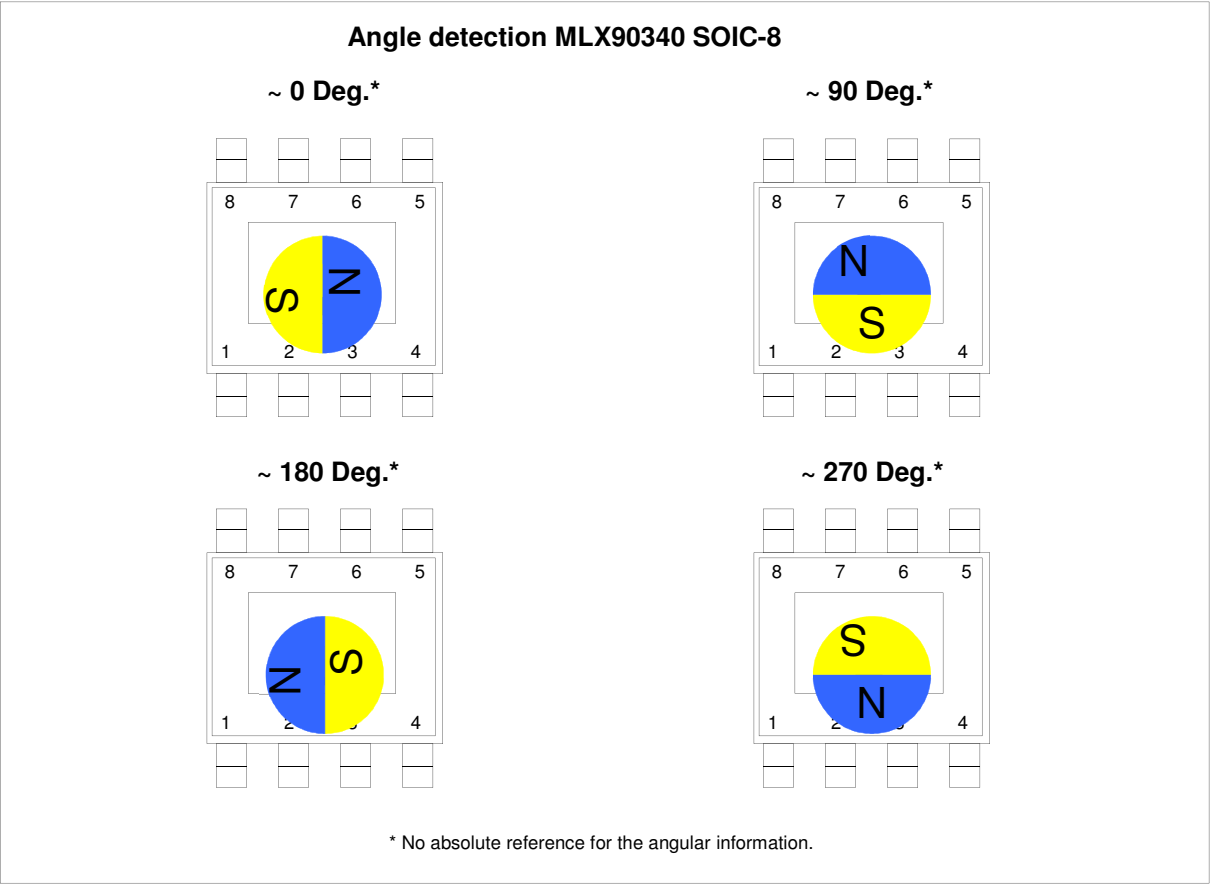 Angle detection MLX90340 SOIC-8
~ 0 Deg.*
~ 90 Deg.*
8 7 6 5
8 7 6 5
N
S
N
S
1 2 3 4
1 2 3 4
~ 180 Deg.*
~ 270 Deg.*
8 7 6 5
8 7 6 5
S
N
S
N
1 2 4
1 2 4
* No absolute reference for the angular information.